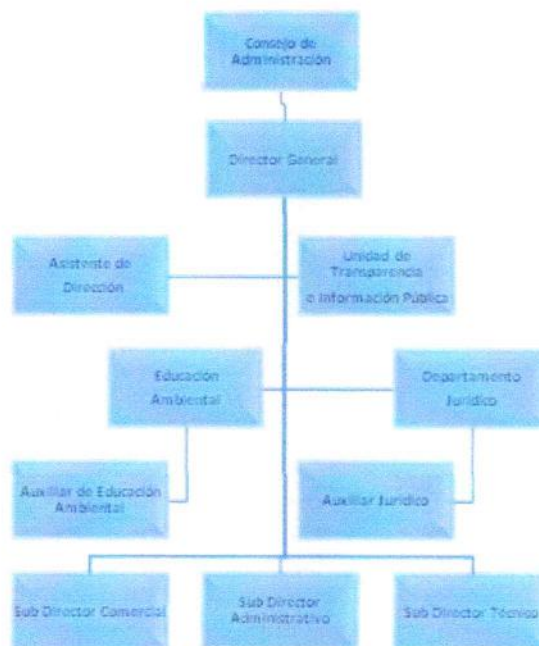 Consejo de
Administración
Director General
Asistente de
Dirección
Unidad de
Transparencia
e Información Pública
Educación
Ambiental
Departamento
Jurídico
Auxiliar de Educación
Ambiental
Auxiliar Jurídico
Sub Director Comercial
Sub Director
Administrativo
Sub Director Técnico